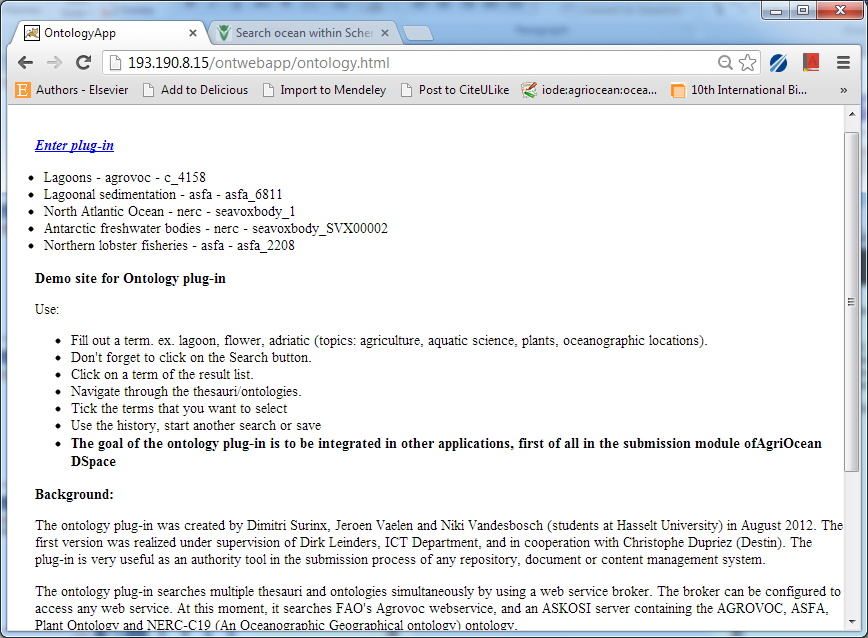 OntologyApp
Search ocean within Scher
193.190.8.15/ontwebapp/ontology.html
Authors - Elsevier
Add to Delicious
Import to Mendeley
Post to CiteULike
iode:agriocean:ocea...
10th International Bi...
»
Enter plug-in
• Lagoons - agrovoc - c_4158
• Lagoonal sedimentation - asfa - asfa_6811
• North Atlantic Ocean - nerc - seavoxbody_1
• Antarctic freshwater bodies - nerc - seavoxbody_SVX00002
• Northern lobster fisheries - asfa - asfa_2208
Demo site for Ontology plug-in
Use:
• Fill out a term. ex. lagoon, flower, adriatic (topics: agriculture, aquatic science, plants, oceanographic locations).
• Don't forget to click on the Search button.
• Click on a term of the result list.
• Navigate through the thesauri/ontologies.
• Tick the terms that you want to select
• Use the history, start another search or save
• The goal of the ontology plug-in is to be integrated in other applications, first of all in the submission module ofAgriOcean
DSpace
Background:
The ontology plug-in was created by Dimitri Surinx, Jeroen Vaelen and Niki Vandesbosch (students at Hasselt University) in August 2012. The
first version was realized under supervision of Dirk Leinders, ICT Department, and in cooperation with Christophe Dupriez (Destin). The
plug-in is very useful as an authority tool in the submission process of any repository, document or content management system.
The ontology plug-in searches multiple thesauri and ontologies simultaneously by using a web service broker. The broker can be configured to
access any web service. At this moment, it searches FAO's Agrovoc webservice, and an ASKOSI server containing the AGROVOC, ASFA,
Plant Ontology and NERC-C19 (An Oceanographic Geographical ontology) ontology.